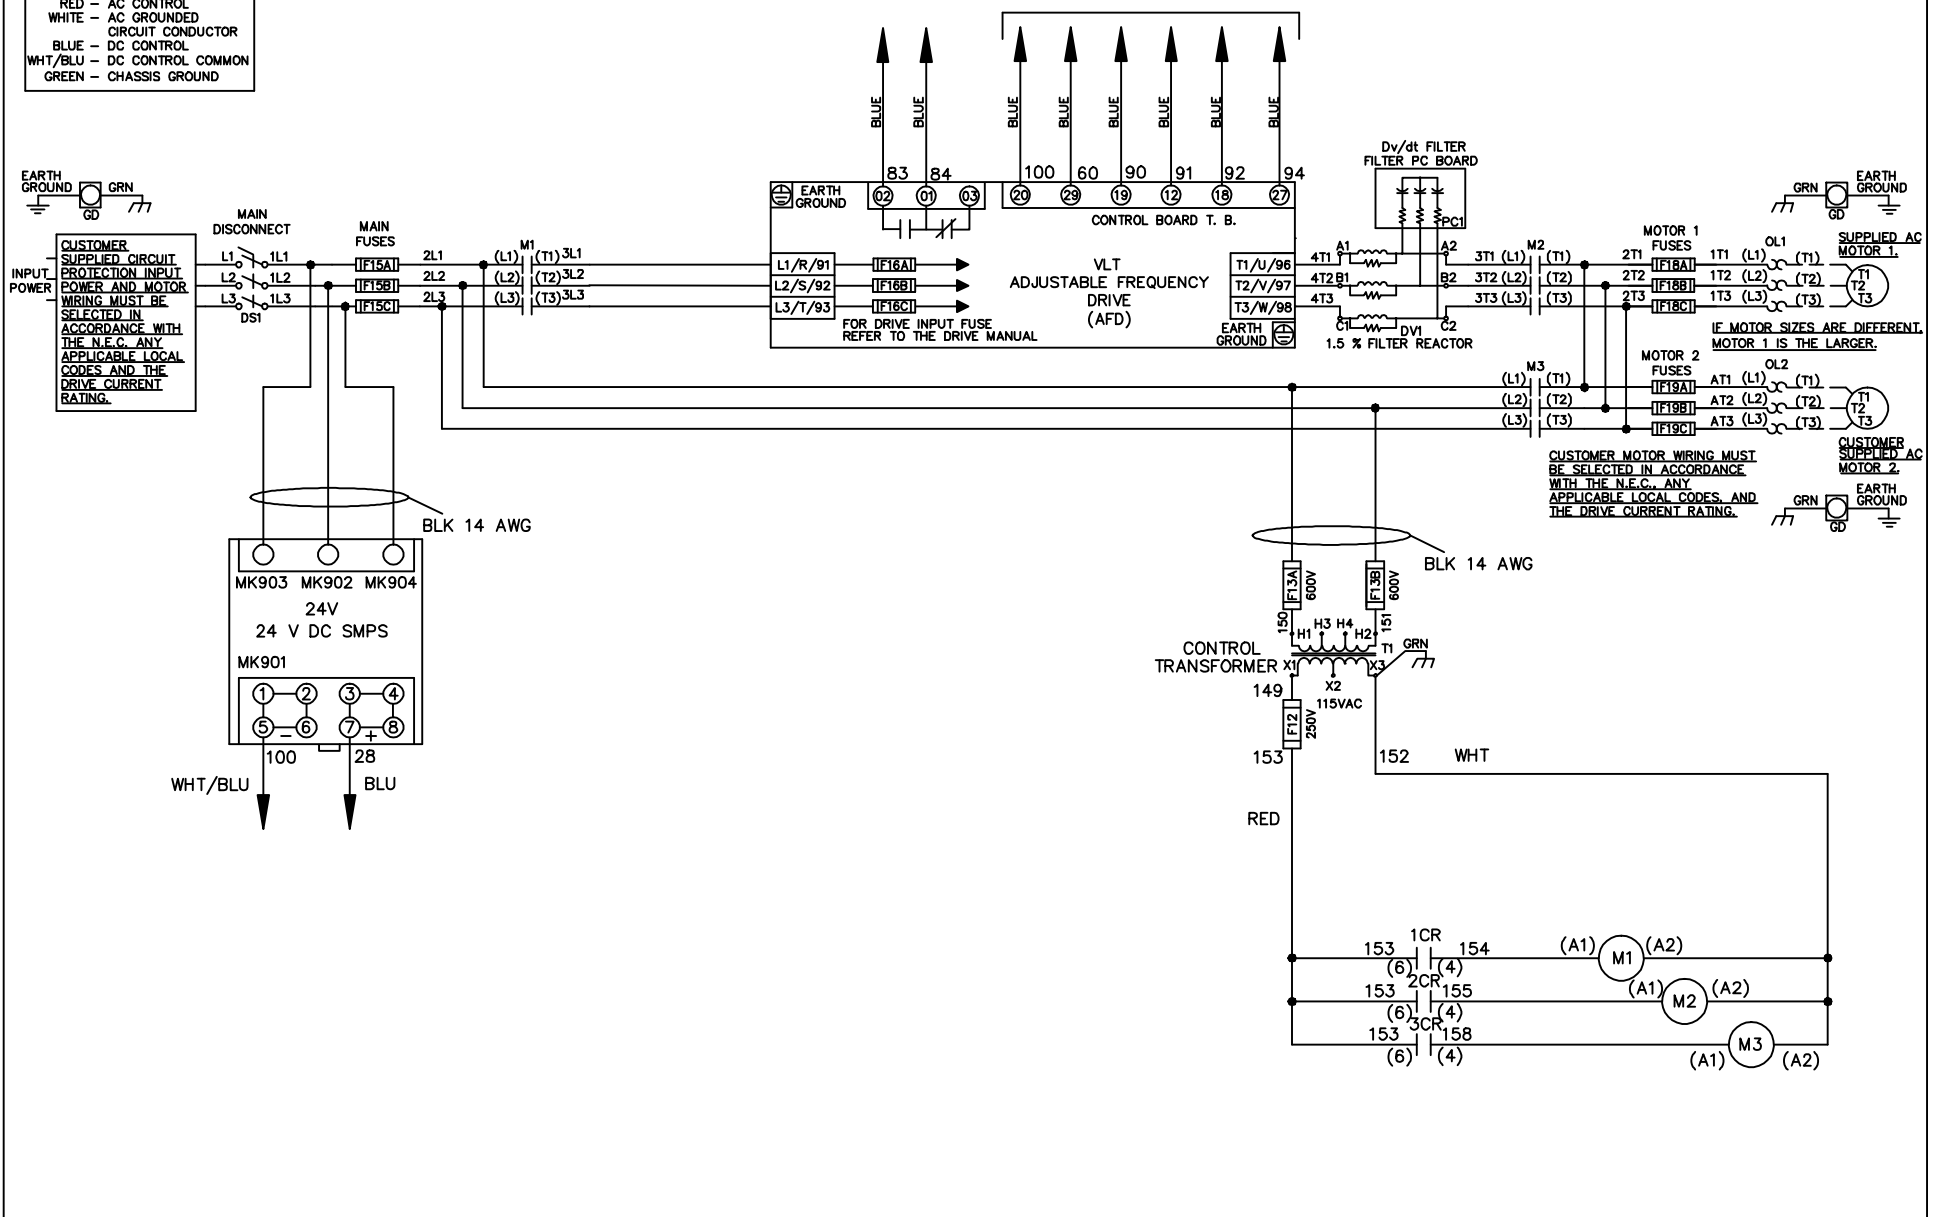 RED – AC CONTROL
WHITE – AC GROUNDED
CIRCUIT CONDUCTOR
BLUE – DC CONTROL
WHT/BLU – DC CONTROL COMMON
GREEN – CHASSIS GROUND
BLUE
BLUE
BLUE
BLUE
BLUE
BLUE
BLUE
BLUE
83
84
100
60
90
91
92
94
EARTH
GROUND
02
01
03
20
29
19
12
18
27
CONTROL BOARD T. B.
Dv/dt FILTER
FILTER PC BOARD
PC1
EARTH
GROUND
GRN
GD
CUSTOMER
SUPPLIED CIRCUIT
PROTECTION INPUT
POWER AND MOTOR
WIRING MUST BE
SELECTED IN
ACCORDANCE WITH
THE N.E.C. ANY
APPLICABLE LOCAL
CODES AND THE
DRIVE CURRENT
RATING.
INPUT
POWER
MAIN
DISCONNECT
L1
1L1
L2
1L2
L3
1L3
DS1
MAIN
FUSES
F15A
F15B
F15C
2L1
2L2
2L3
M1
(L1)
(T1)
3L1
(L2)
(T2)
3L2
(L3)
(T3)
3L3
L1/R/91
L2/S/92
L3/T/93
F16A
F16B
F16C
FOR DRIVE INPUT FUSE
REFER TO THE DRIVE MANUAL
VLT
ADJUSTABLE FREQUENCY
DRIVE
(AFD)
T1/U/96
T2/V/97
T3/W/98
EARTH
GROUND
4T1
A1
A2
4T2
B1
B2
4T3
C1
C2
DV1
1.5 % FILTER REACTOR
M2
3T1 (L1) (T1)
3T2 (L2) (T2)
3T3 (L3) (T3)
MOTOR 1
FUSES
2T1
2T2
2T3
F18A
F18B
F18C
1T1 (L1)
1T2 (L2)
1T3 (L3)
OL1
(T1)
(T2)
(T3)
GRN
GD
EARTH
GROUND
SUPPLIED AC
MOTOR 1.
T1
T2
T3
IF MOTOR SIZES ARE DIFFERENT,
MOTOR 1 IS THE LARGER.
M3
(L1) (T1)
(L2) (T2)
(L3) (T3)
MOTOR 2
FUSES
F19A
F19B
F19C
AT1 (L1)
AT2 (L2)
AT3 (L3)
OL2
(T1)
(T2)
(T3)
T1
T2
T3
CUSTOMER
SUPPLIED AC
MOTOR 2.
CUSTOMER MOTOR WIRING MUST
BE SELECTED IN ACCORDANCE
WITH THE N.E.C., ANY
APPLICABLE LOCAL CODES, AND
THE DRIVE CURRENT RATING.
GRN
GD
EARTH
GROUND
BLK 14 AWG
MK903 MK902 MK904
24V
24 V DC SMPS
MK901
1
2
3
4
5
6
7
8
–
+
100
28
WHT/BLU
BLU
BLK 14 AWG
F13A
600V
F13B
600V
150
151
H1
H3
H4
H2
T1
GRN
CONTROL
TRANSFORMER
X1
X2
X3
115VAC
149
F12
250V
153
152
WHT
RED
1CR
153
154
(6)
(4)
(A1)
M1
(A2)
2CR
153
155
(6)
(4)
(A1)
M2
(A2)
3CR
153
158
(6)
(4)
(A1)
M3
(A2)